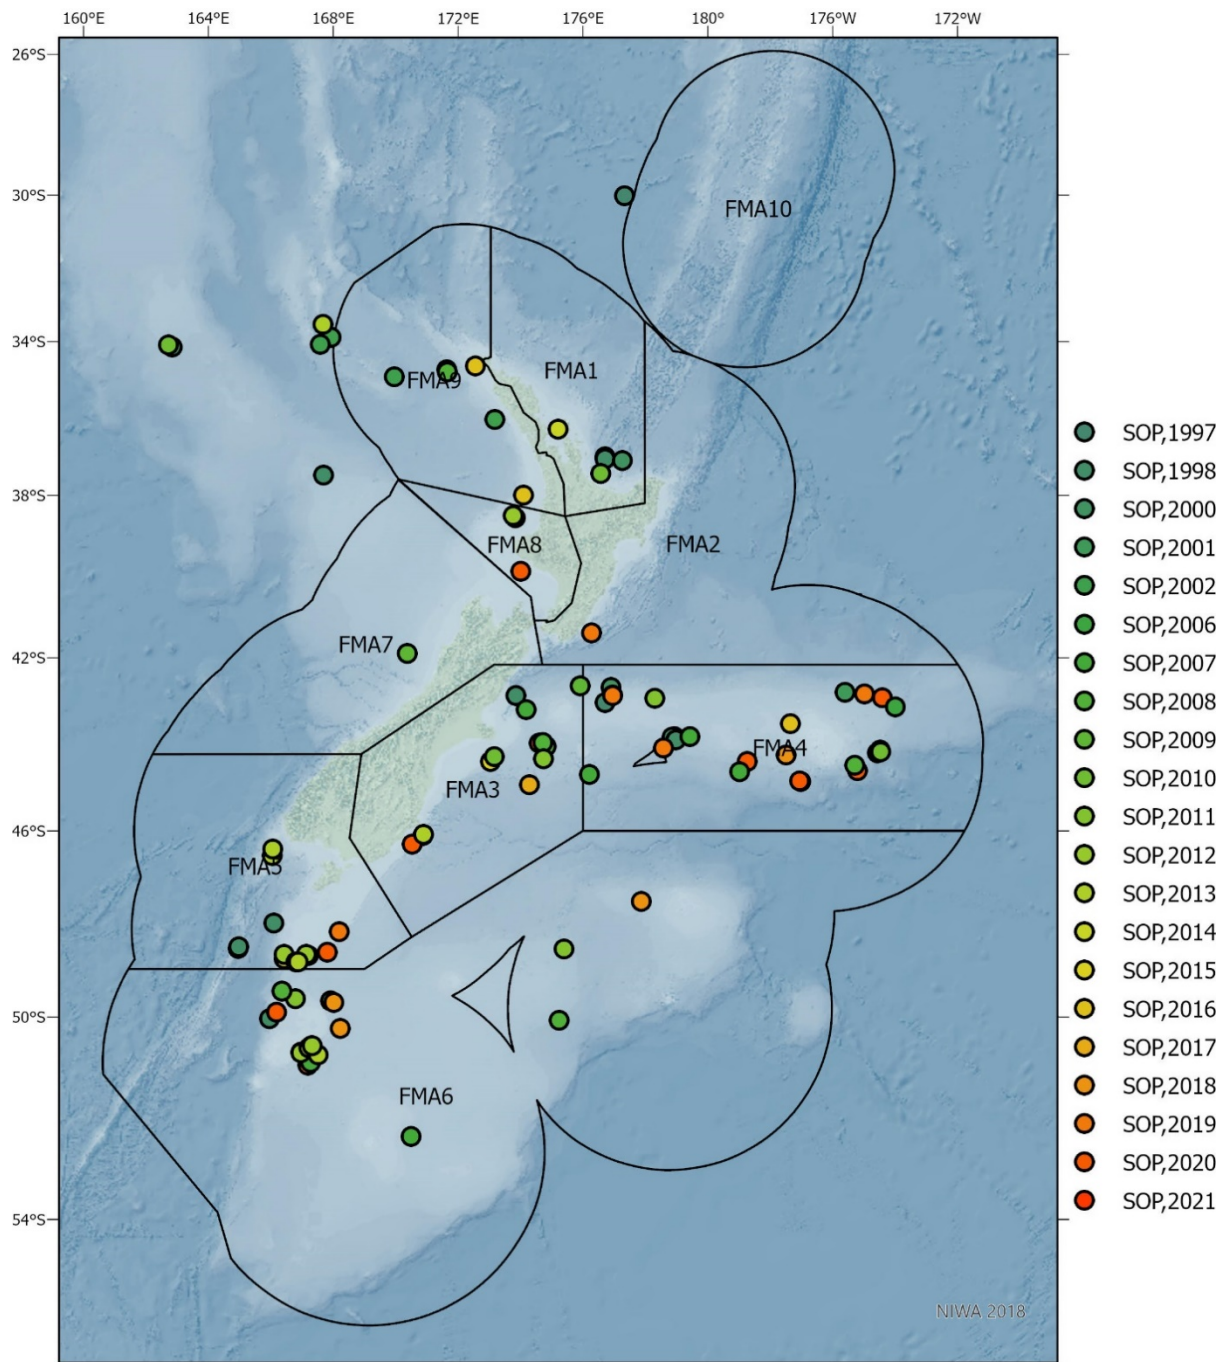 160°E 164°E 168°E 172°E 176°E 180° 176°W 172°W
26°S
30°S
FMA10
34°S
FMA1
FMA9
SOP,1997
SOP,1998
38°S
SOP,2000
FMA8
FMA2
SOP,2001
SOP,2002
SOP,2006
42°S
FMA7
SOP,2007
SOP,2008
SOP,2009
FMA4
FMA3
SOP,2010
SOP,2011
46°S
SOP,2012
FMA5
SOP,2013
SOP,2014
SOP,2015
SOP,2016
50°S
SOP,2017
SOP,2018
FMA6
SOP,2019
SOP,2020
SOP,2021
54°S
NIWA 2018